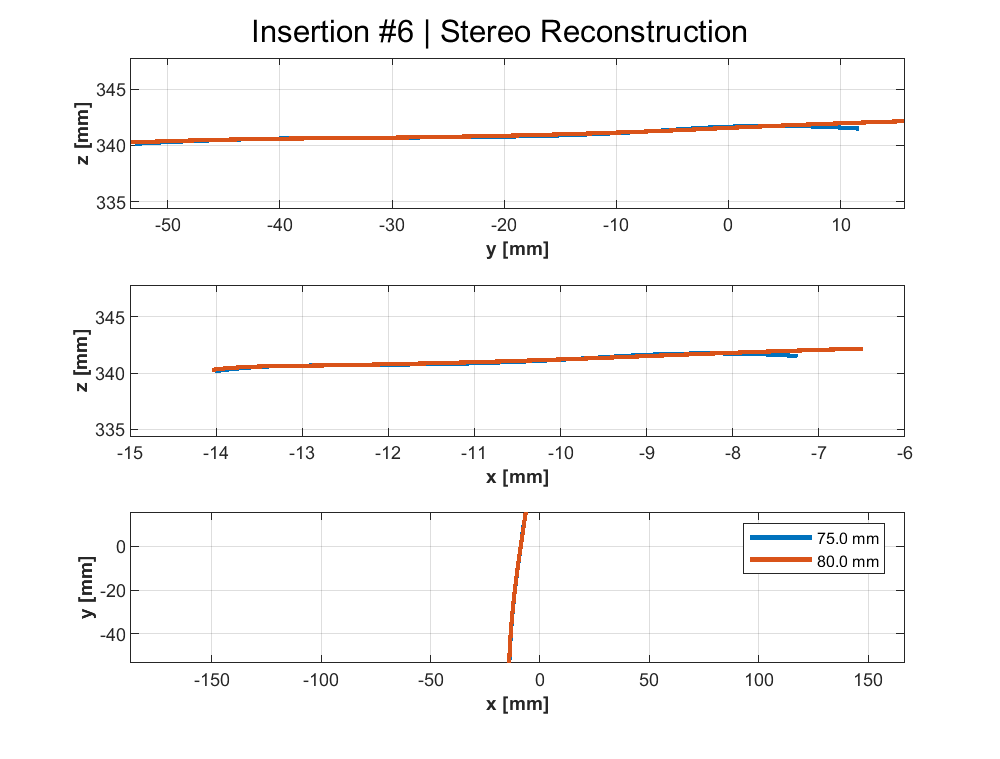 Insertion #6 | Stereo Reconstruction
345
340
335
z [mm]
-50 -40 -30 -20 -10 0 10
y [mm]
345
340
335
z [mm]
-15 -14 -13 -12 -11 -10 -9 -8 -7 -6
x [mm]
0
-20
-40
y [mm]
75.0 mm
80.0 mm
-150 -100 -50 0 50 100 150
x [mm]